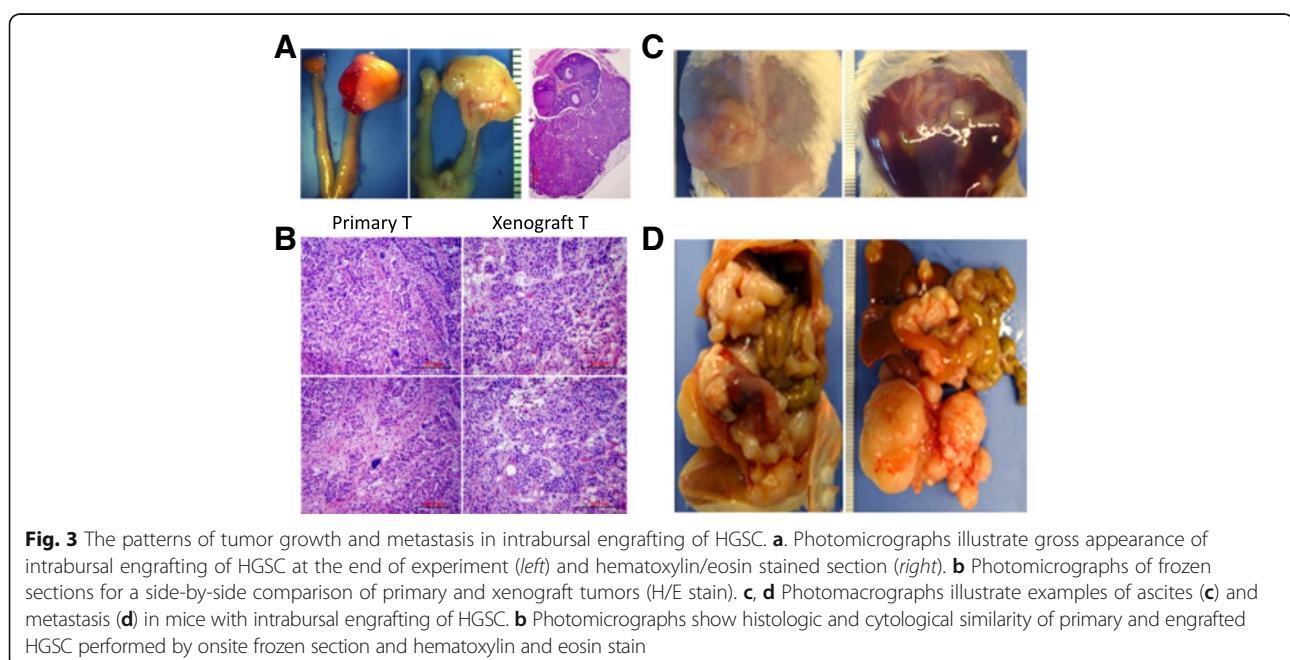 A
C
Primary T Xenograft T
B
D
Fig. 3 The patterns of tumor growth and metastasis in intrabursal engrafting of HGSC. a. Photomicrographs illustrate gross appearance of
intrabursal engrafting of HGSC at the end of experiment (left) and hematoxylin/eosin stained section (right). b Photomicrographs of frozen
sections for a side-by-side comparison of primary and xenograft tumors (H/E stain). c, d Photomacrographs illustrate examples of ascites (c) and
metastasis (d) in mice with intrabursal engrafting of HGSC. b Photomicrographs show histologic and cytological similarity of primary and engrafted
HGSC performed by onsite frozen section and hematoxylin and eosin stain